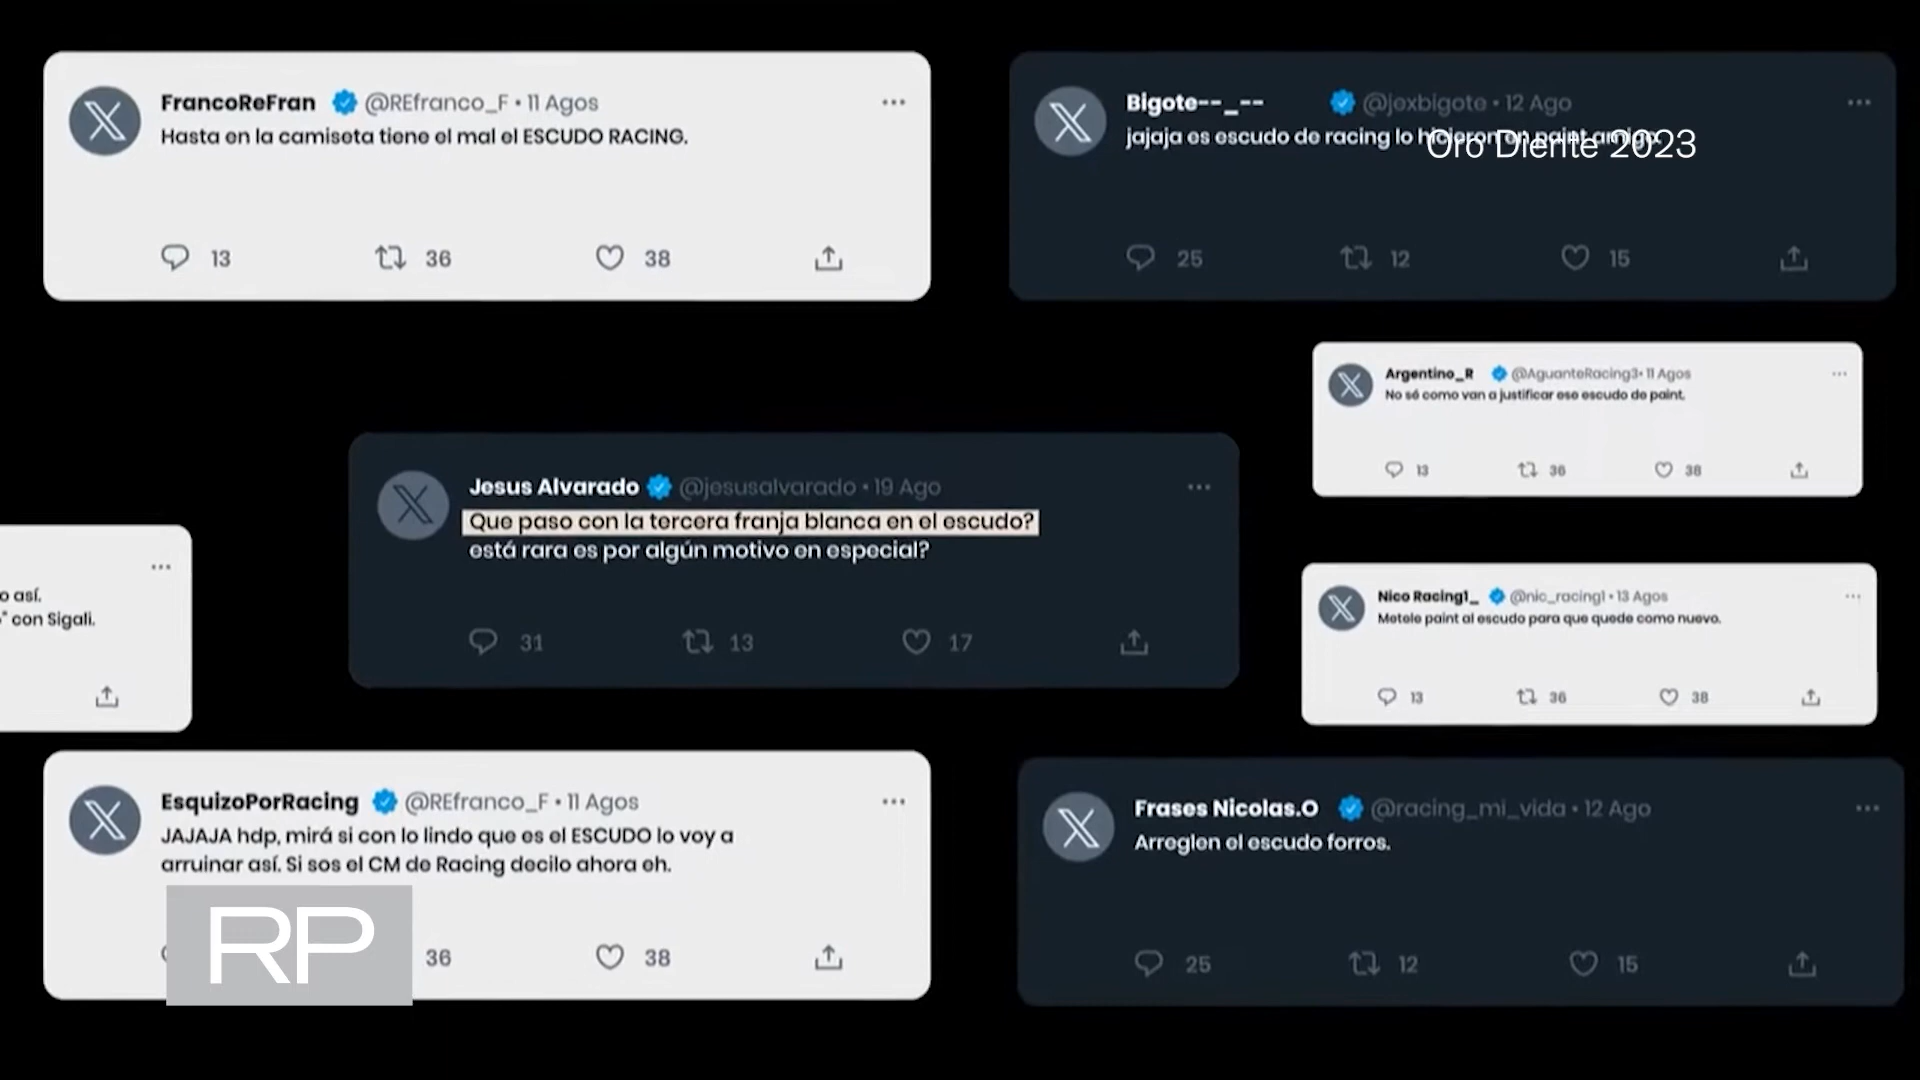 FrancoReFran @REfranco_F • 11 Agos
Hasta en la camiseta tiene el mal el ESCUDO RACING.
13 36 38
Bigote--_-- @jexbigote • 12 Ago
jajaja es escudo de racing lo hicieron en paint amigo.
Oro Diente 2023
25 12 15
Argentino_R @AguanteRacing3• 11 Agos
No sé como van a justificar ese escudo de paint.
13 36 38
Jesus Alvarado @jesusalvarado • 19 Ago
Que paso con la tercera franja blanca en el escudo?
está rara es por algún motivo en especial?
31 13 17
o así.
" con Sigali.
Nico Racing1_ @nic_racing1 • 13 Agos
Metele paint al escudo para que quede como nuevo.
13 36 38
EsquizoPorRacing @REfranco_F • 11 Agos
JAJAJA hdp, mirá si con lo lindo que es el ESCUDO lo voy a
arruinar así. Si sos el CM de Racing decilo ahora eh.
36 38
RP
Frases Nicolas.O @racing_mi_vida • 12 Ago
Arreglen el escudo forros.
25 12 15